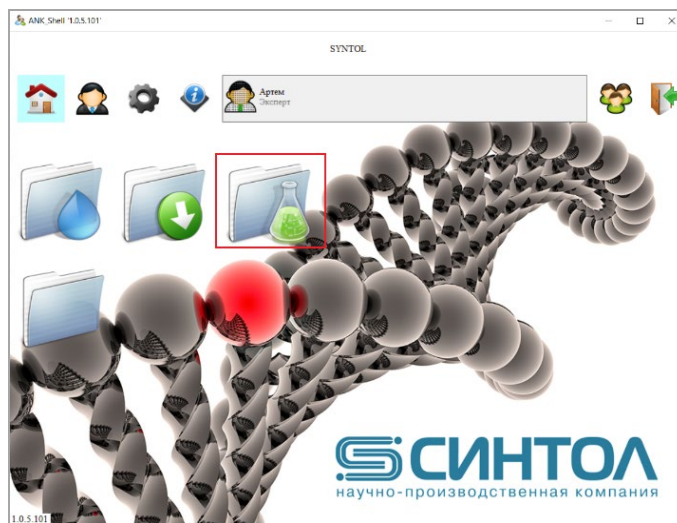 ANK_Shell '1.0.5.101'
SYNTOL
Артем
Эксперт
СИНТОЛ
научно-производственная компания
1.0.5.101